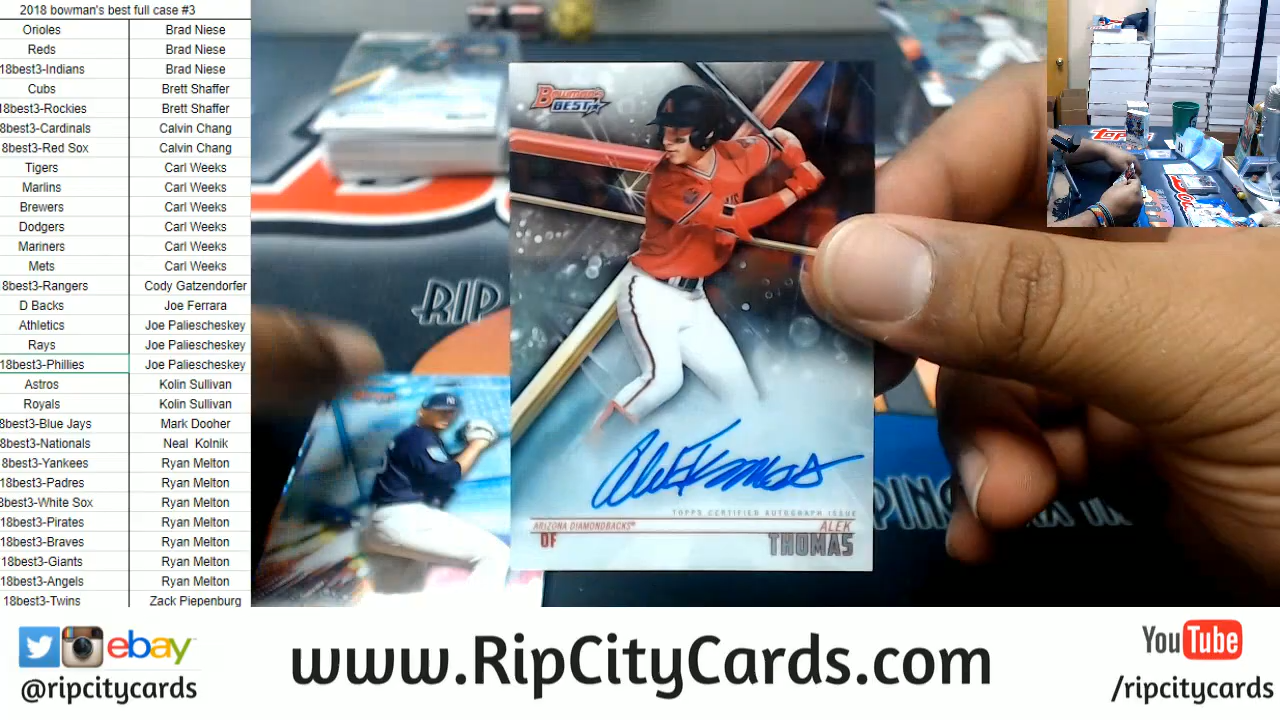 2018 bowman's best full case #3
Orioles Brad Niese
Reds Brad Niese
18best3-Indians Brad Niese
Cubs Brett Shaffer
18best3-Rockies Brett Shaffer
8best3-Cardinals Calvin Chang
8best3-Red Sox Calvin Chang
Tigers Carl Weeks
Marlins Carl Weeks
Brewers Carl Weeks
Dodgers Carl Weeks
Mariners Carl Weeks
Mets Carl Weeks
8best3-Rangers Cody Gatzendorfer
D Backs Joe Ferrara
Athletics Joe Paliescheskey
Rays Joe Paliescheskey
18best3-Phillies Joe Paliescheskey
Astros Kolin Sullivan
Royals Kolin Sullivan
8best3-Blue Jays Mark Dooher
8best3-Nationals Neal Kolnik
8best3-Yankees Ryan Melton
18best3-Padres Ryan Melton
8best3-White Sox Ryan Melton
18best3-Pirates Ryan Melton
18best3-Braves Ryan Melton
18best3-Giants Ryan Melton
18best3-Angels Ryan Melton
18best3-Twins Zack Piepenburg
Bowman's
BEST
RIP
Alek Thomas
TOPPS CERTIFIED AUTOGRAPH ISSUE
ARIZONA DIAMONDBACKS® ALEK
OF THOMAS
topps
ebay
@ripcitycards
www.RipCityCards.com
YouTube
/ripcitycards